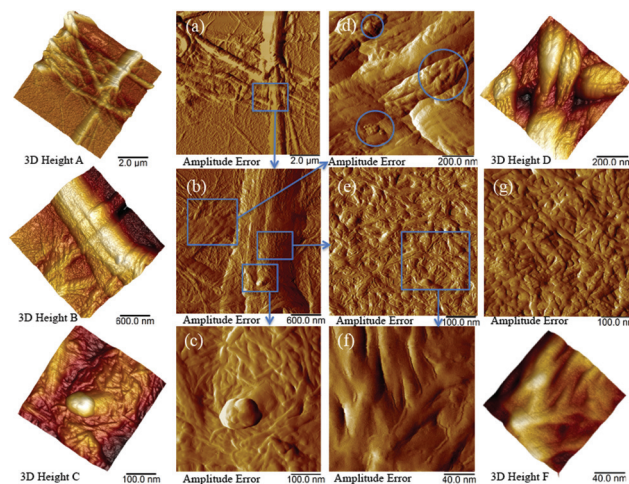 (a)
(d)
3D Height A
2.0 μm
Amplitude Error
2.0 μm
Amplitude Error
200.0 nm
3D Height D
200.0 nm
(b)
(e)
(g)
3D Height B
600.0 nm
Amplitude Error
600.0 nm
Amplitude Error
100.0 nm
Amplitude Error
100.0 nm
(c)
(f)
3D Height C
100.0 nm
Amplitude Error
100.0 nm
Amplitude Error
40.0 nm
3D Height F
40.0 nm